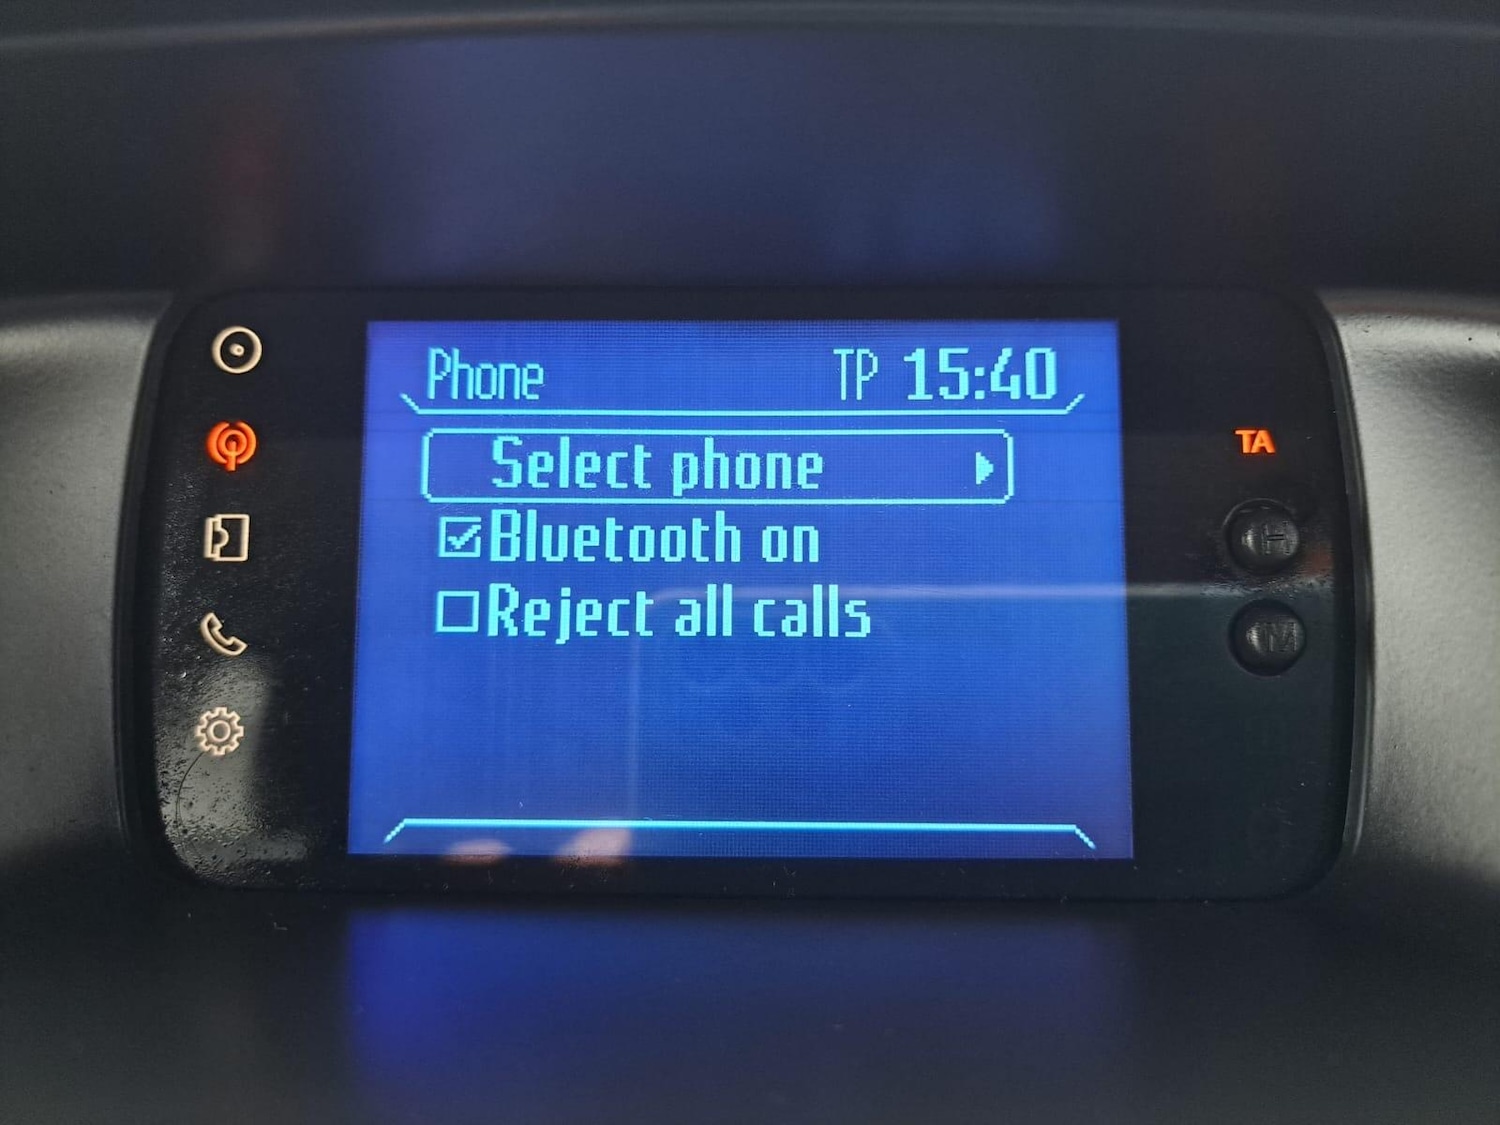 Phone TP 15:40
Select phone
TA
Bluetooth on
H
Reject all calls
M